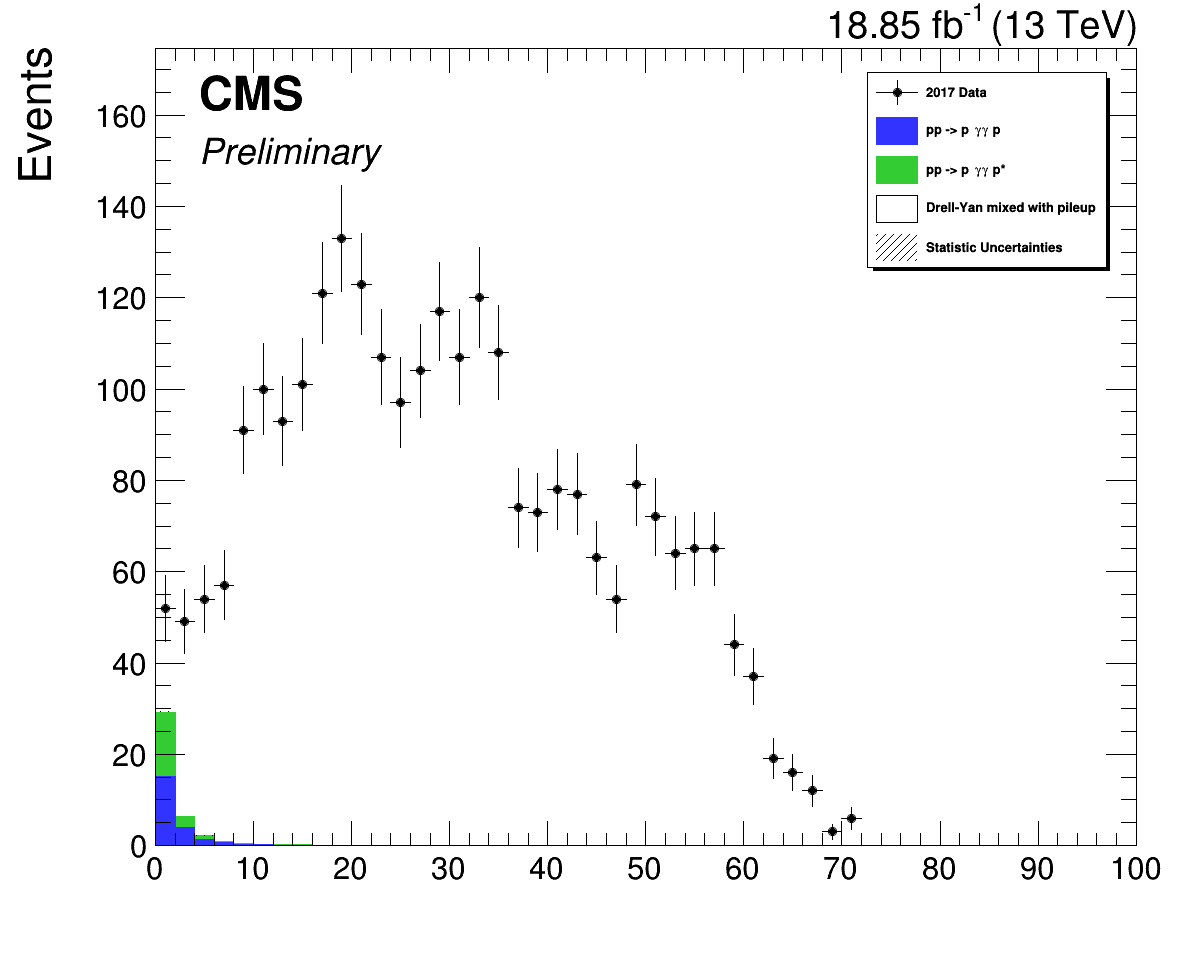 18.85 fb-1 (13 TeV)
Events
CMS
Preliminary
2017 Data
pp -> p γγ p
pp -> p γγ p*
Drell-Yan mixed with pileup
Statistic Uncertainties
160
140
120
100
80
60
40
20
0
0 10 20 30 40 50 60 70 80 90 100